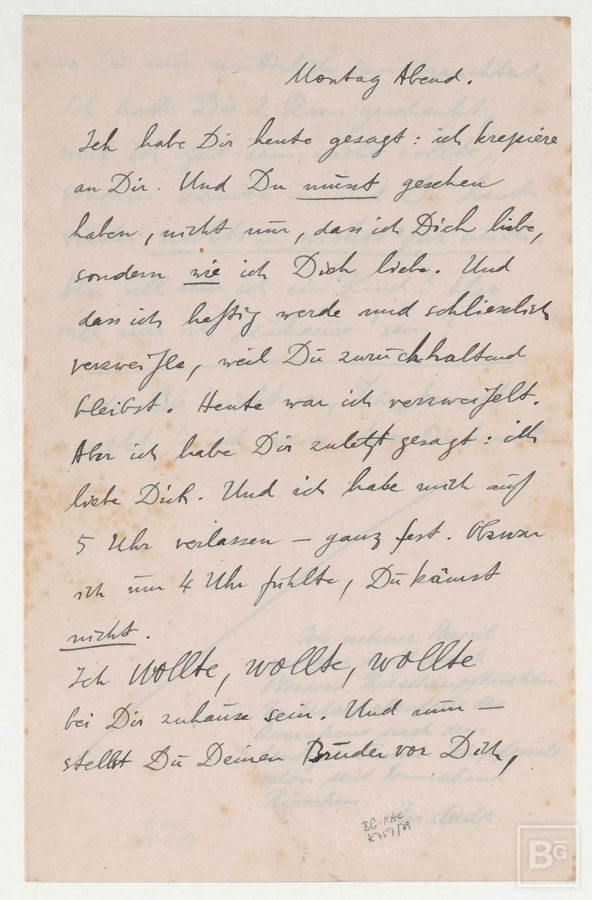 Montag Abend.
Ich habe Dir heute gesagt: ich krepiere
an Dir. Und Du musst gesehen
haben, nicht nur, dass ich Dich liebe,
sondern wie ich Dich liebe. Und
dass ich heftig werde und schliesslich
verzweifle, weil Du zurückhaltend
bleibst. Heute war ich verzweifelt.
Aber ich habe Dir zuletzt gesagt: ich
liebe Dich. Und ich habe mich auf
5 Uhr verlassen – ganz fest. Obzwar
ich um 4 Uhr fühlte, Du kämst
nicht.
Ich wollte, wollte, wollte
bei Dir zuhause sein. Und nun –
stellst Du Deinen Bruder vor Dich,
BG-HHC
K757/79
BG